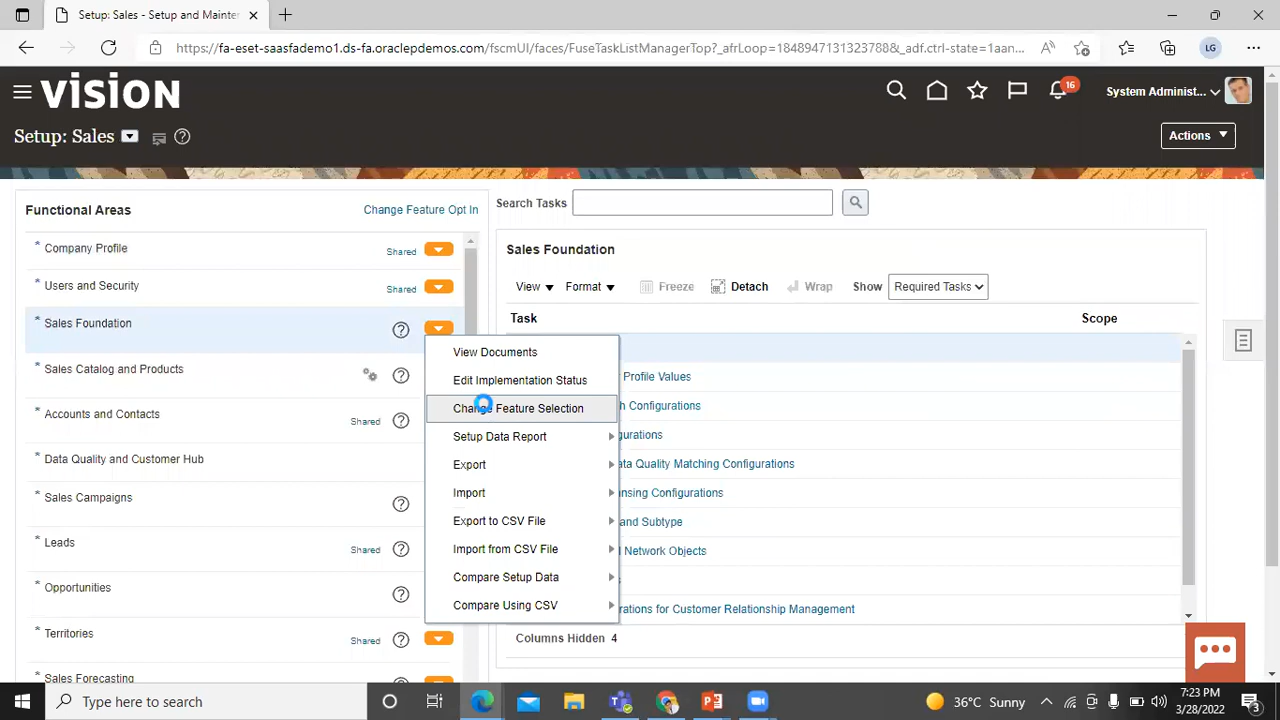 Setup: Sales - Setup and Mainter
https://fa-eset-saasfademo1.ds-fa.oraclepdemos.com/fscmUI/faces/FuseTaskListManagerTop?_afrLoop=18489471313237888&_adf.ctrl-state=1aan...
LG
VISION
16
System Administ...
Setup: Sales
Actions
Functional Areas
Change Feature Opt In
Search Tasks
* Company Profile
Shared
* Users and Security
Shared
* Sales Foundation
* Sales Catalog and Products
* Accounts and Contacts
Shared
* Data Quality and Customer Hub
* Sales Campaigns
* Leads
Shared
* Opportunities
* Territories
Shared
* Sales Forecasting
View Documents
Edit Implementation Status
Change Feature Selection
Setup Data Report
Export
Import
Export to CSV File
Import from CSV File
Compare Setup Data
Compare Using CSV
Sales Foundation
View
Format
Freeze
Detach
Wrap
Show
Required Tasks
Task
Scope
Profile Values
h Configurations
gurations
ata Quality Matching Configurations
nsing Configurations
and Subtype
Network Objects
s
rations for Customer Relationship Management
Columns Hidden 4
Type here to search
36°C Sunny
7:23 PM
3/28/2022
3